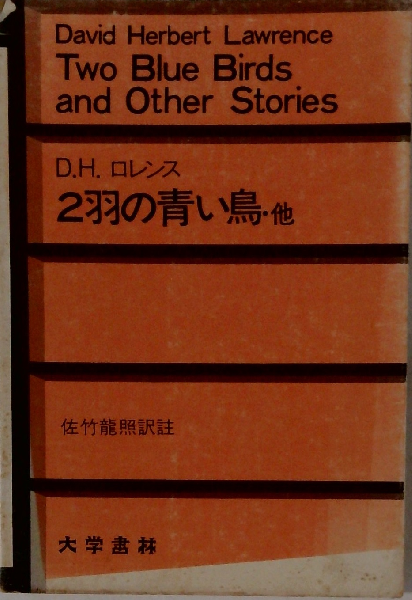 David Herbert Lawrence
Two Blue Birds
and Other Stories
D.H. ロレンス
2羽の青い鳥・他
佐竹龍照訳註
大学書林